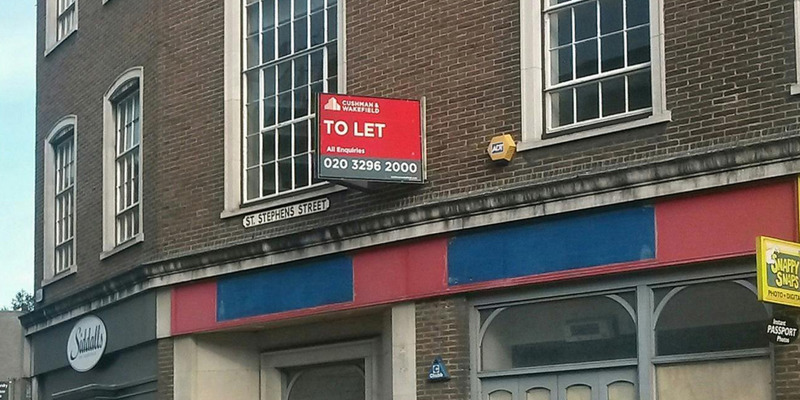 CUSHMAN &
WAKEFIELD
TO LET
All Enquiries
020 3296 2000
ADT
ST. STEPHENS STREET
Siddalls
SNAPPY
SNAPS
PHOTO • DIGITAL
Instant
PASSPORT
Photos